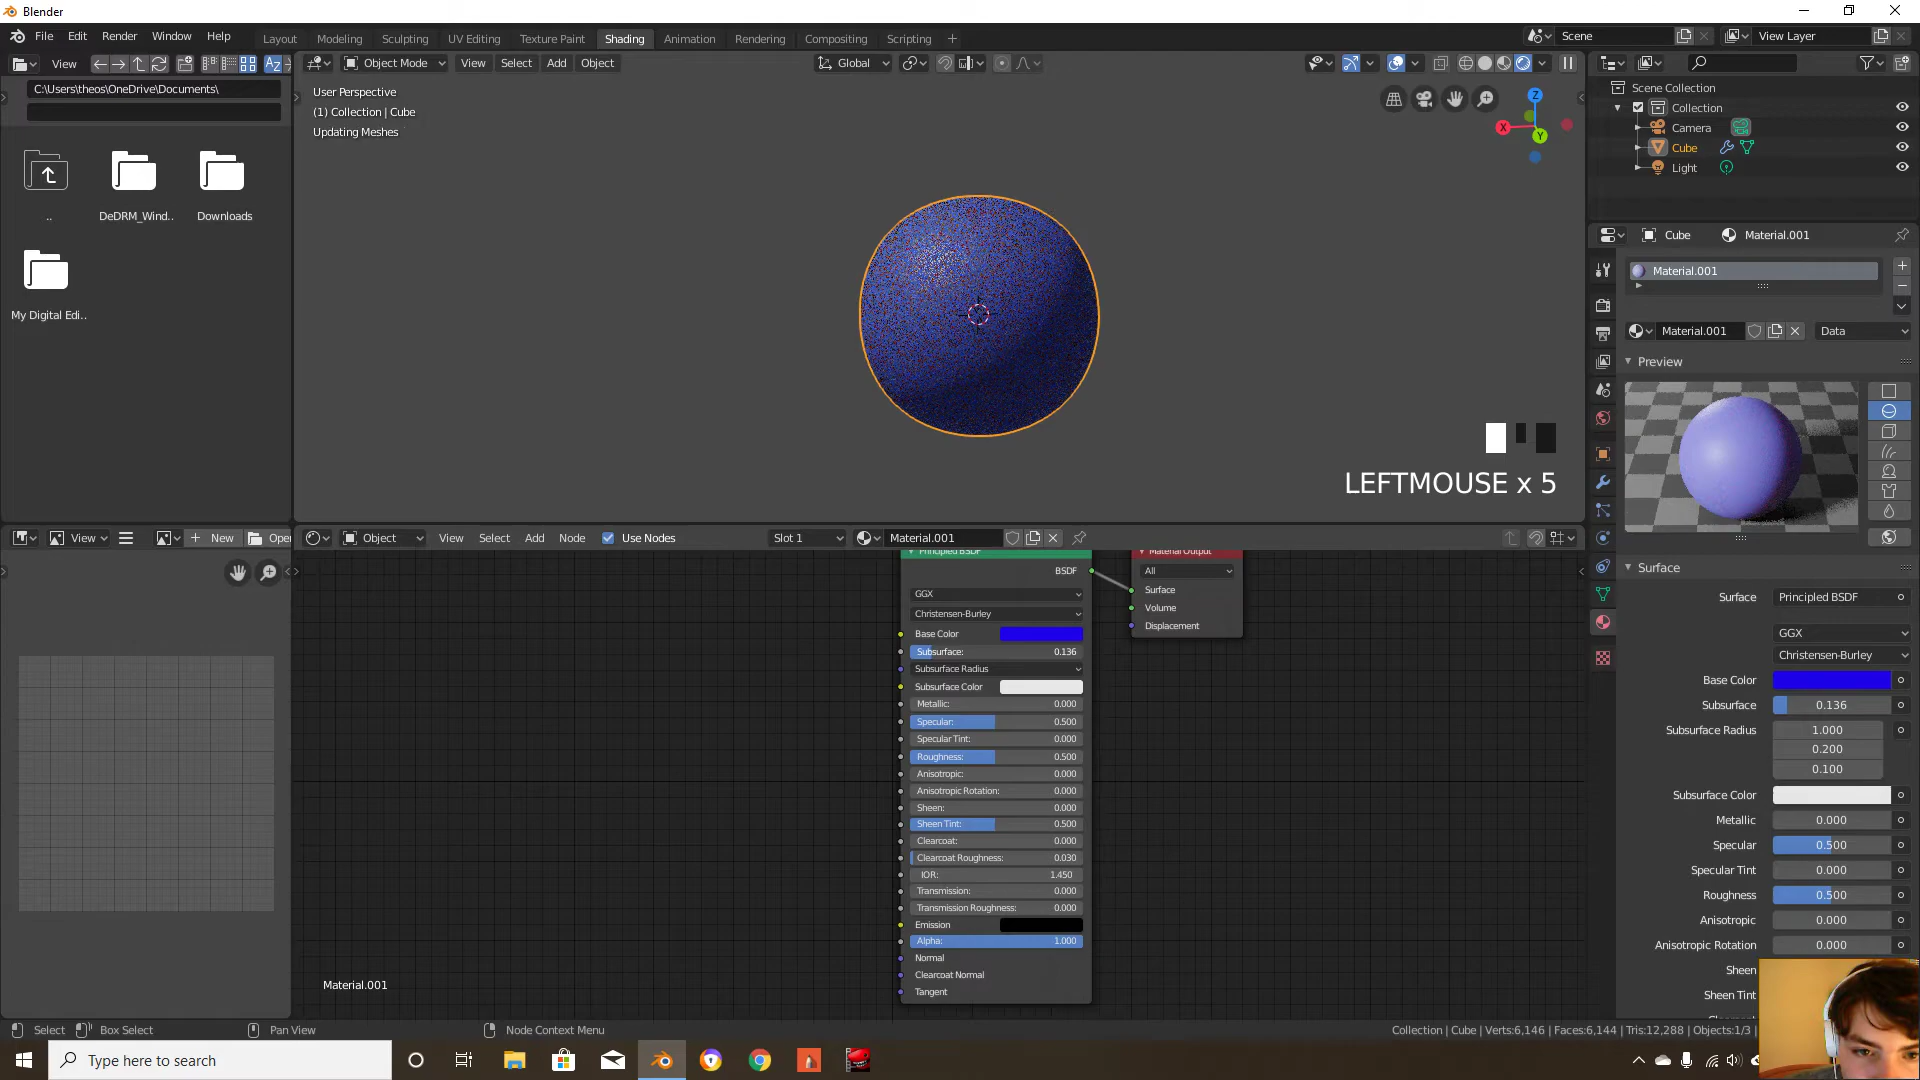 Blender
File Edit Render Window Help
Layout Modeling Sculpting UV Editing Texture Paint Shading Animation Rendering Compositing Scripting
Scene
View Layer
View
Object Mode View Select Add Object
Global
C:\Users\theos\OneDrive\Documents\
..
DeDRM_Wind..
Downloads
My Digital Edi..
User Perspective
(1) Collection | Cube
Updating Meshes
Z
X
Y
LEFTMOUSE x 5
Scene Collection
Collection
Camera
Cube
Light
Cube
Material.001
Material.001
Material.001
Data
Preview
Surface
Surface
Principled BSDF
GGX
Christensen-Burley
Base Color
Subsurface 0.136
Subsurface Radius 1.000
0.200
0.100
Subsurface Color
Metallic 0.000
Specular 0.500
Specular Tint 0.000
Roughness 0.500
Anisotropic 0.000
Anisotropic Rotation 0.000
Sheen
Sheen Tint
View
New
Open
Object View Select Add Node Use Nodes
Slot 1
Material.001
Principled BSDF
BSDF
GGX
Christensen-Burley
Base Color
Subsurface: 0.136
Subsurface Radius
Subsurface Color
Metallic: 0.000
Specular: 0.500
Specular Tint: 0.000
Roughness: 0.500
Anisotropic: 0.000
Anisotropic Rotation: 0.000
Sheen: 0.000
Sheen Tint: 0.500
Clearcoat: 0.000
Clearcoat Roughness: 0.030
IOR: 1.450
Transmission: 0.000
Transmission Roughness: 0.000
Emission
Alpha: 1.000
Normal
Clearcoat Normal
Tangent
Material Output
All
Surface
Volume
Displacement
Material.001
Select
Box Select
Pan View
Node Context Menu
Collection | Cube | Verts:6,146 | Faces:6,144 | Tris:12,288 | Objects:1/3
Type here to search